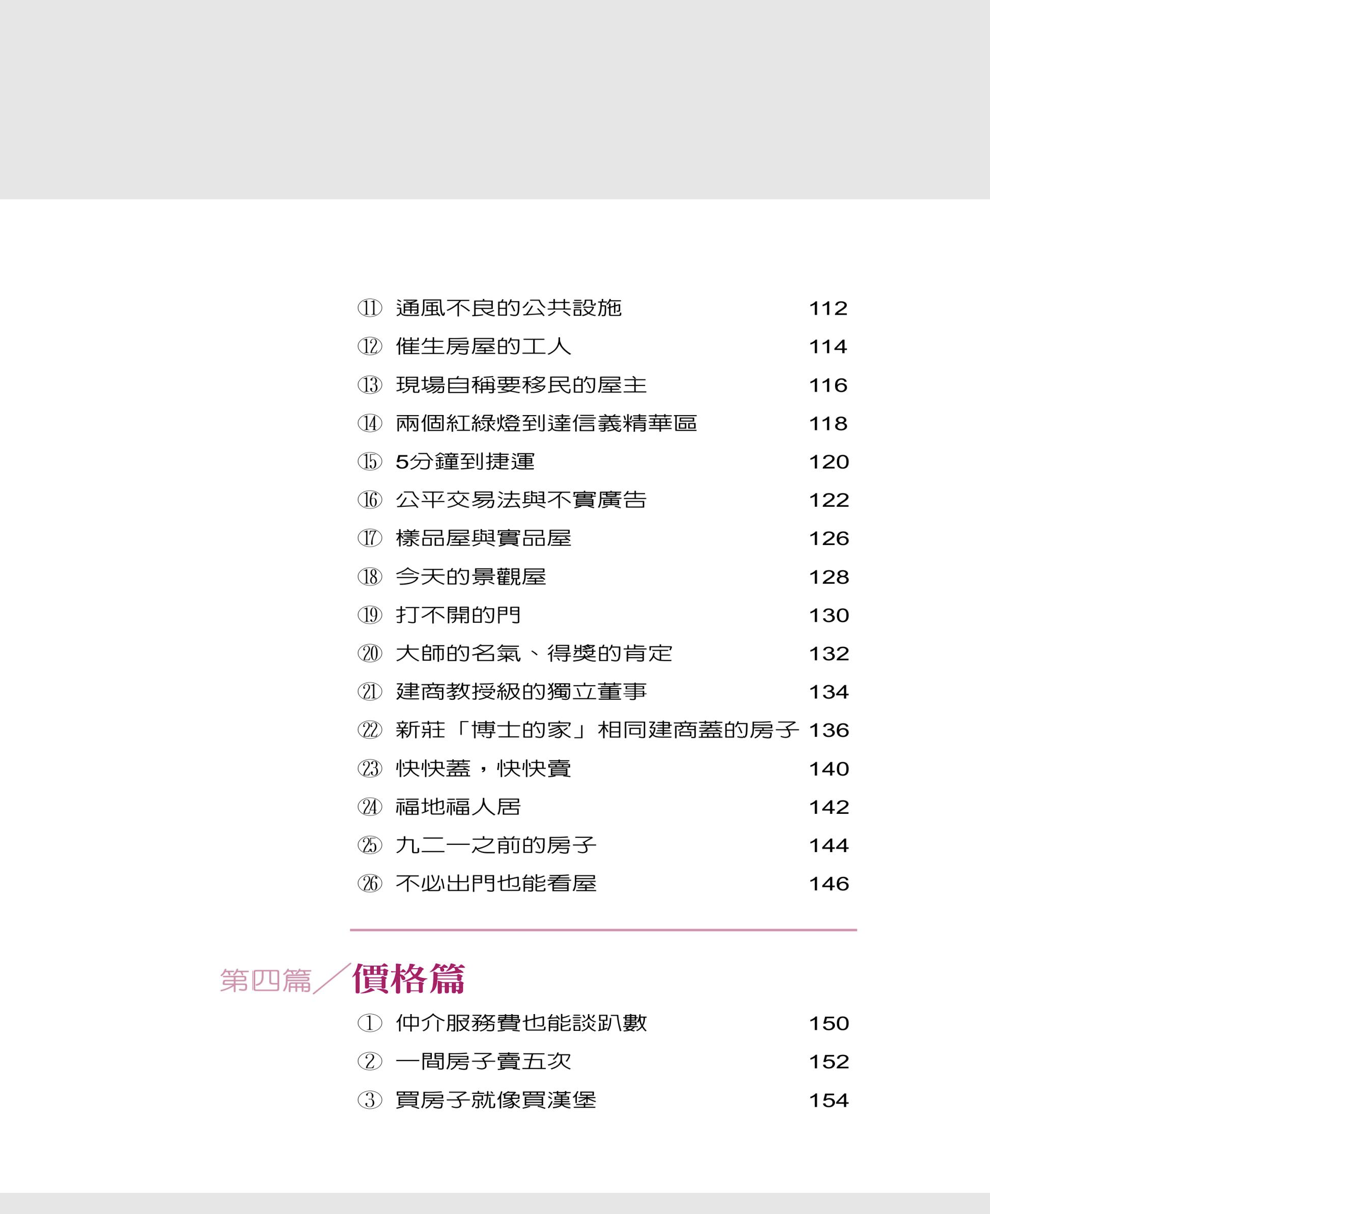 ⑪ 通風不良的公共設施 112
⑫ 催生房屋的工人 114
⑬ 現場自稱要移民的屋主 116
⑭ 兩個紅綠燈到達信義精華區 118
⑮ 5分鐘到捷運 120
⑯ 公平交易法與不實廣告 122
⑰ 樣品屋與實品屋 126
⑱ 今天的景觀屋 128
⑲ 打不開的門 130
⑳ 大師的名氣、得獎的肯定 132
㉑ 建商教授級的獨立董事 134
㉒ 新莊「博士的家」相同建商蓋的房子 136
㉓ 快快蓋，快快賣 140
㉔ 福地福人居 142
㉕ 九二一之前的房子 144
㉖ 不必出門也能看屋 146
第四篇／價格篇
① 仲介服務費也能談趴數 150
② 一間房子賣五次 152
③ 買房子就像買漢堡 154